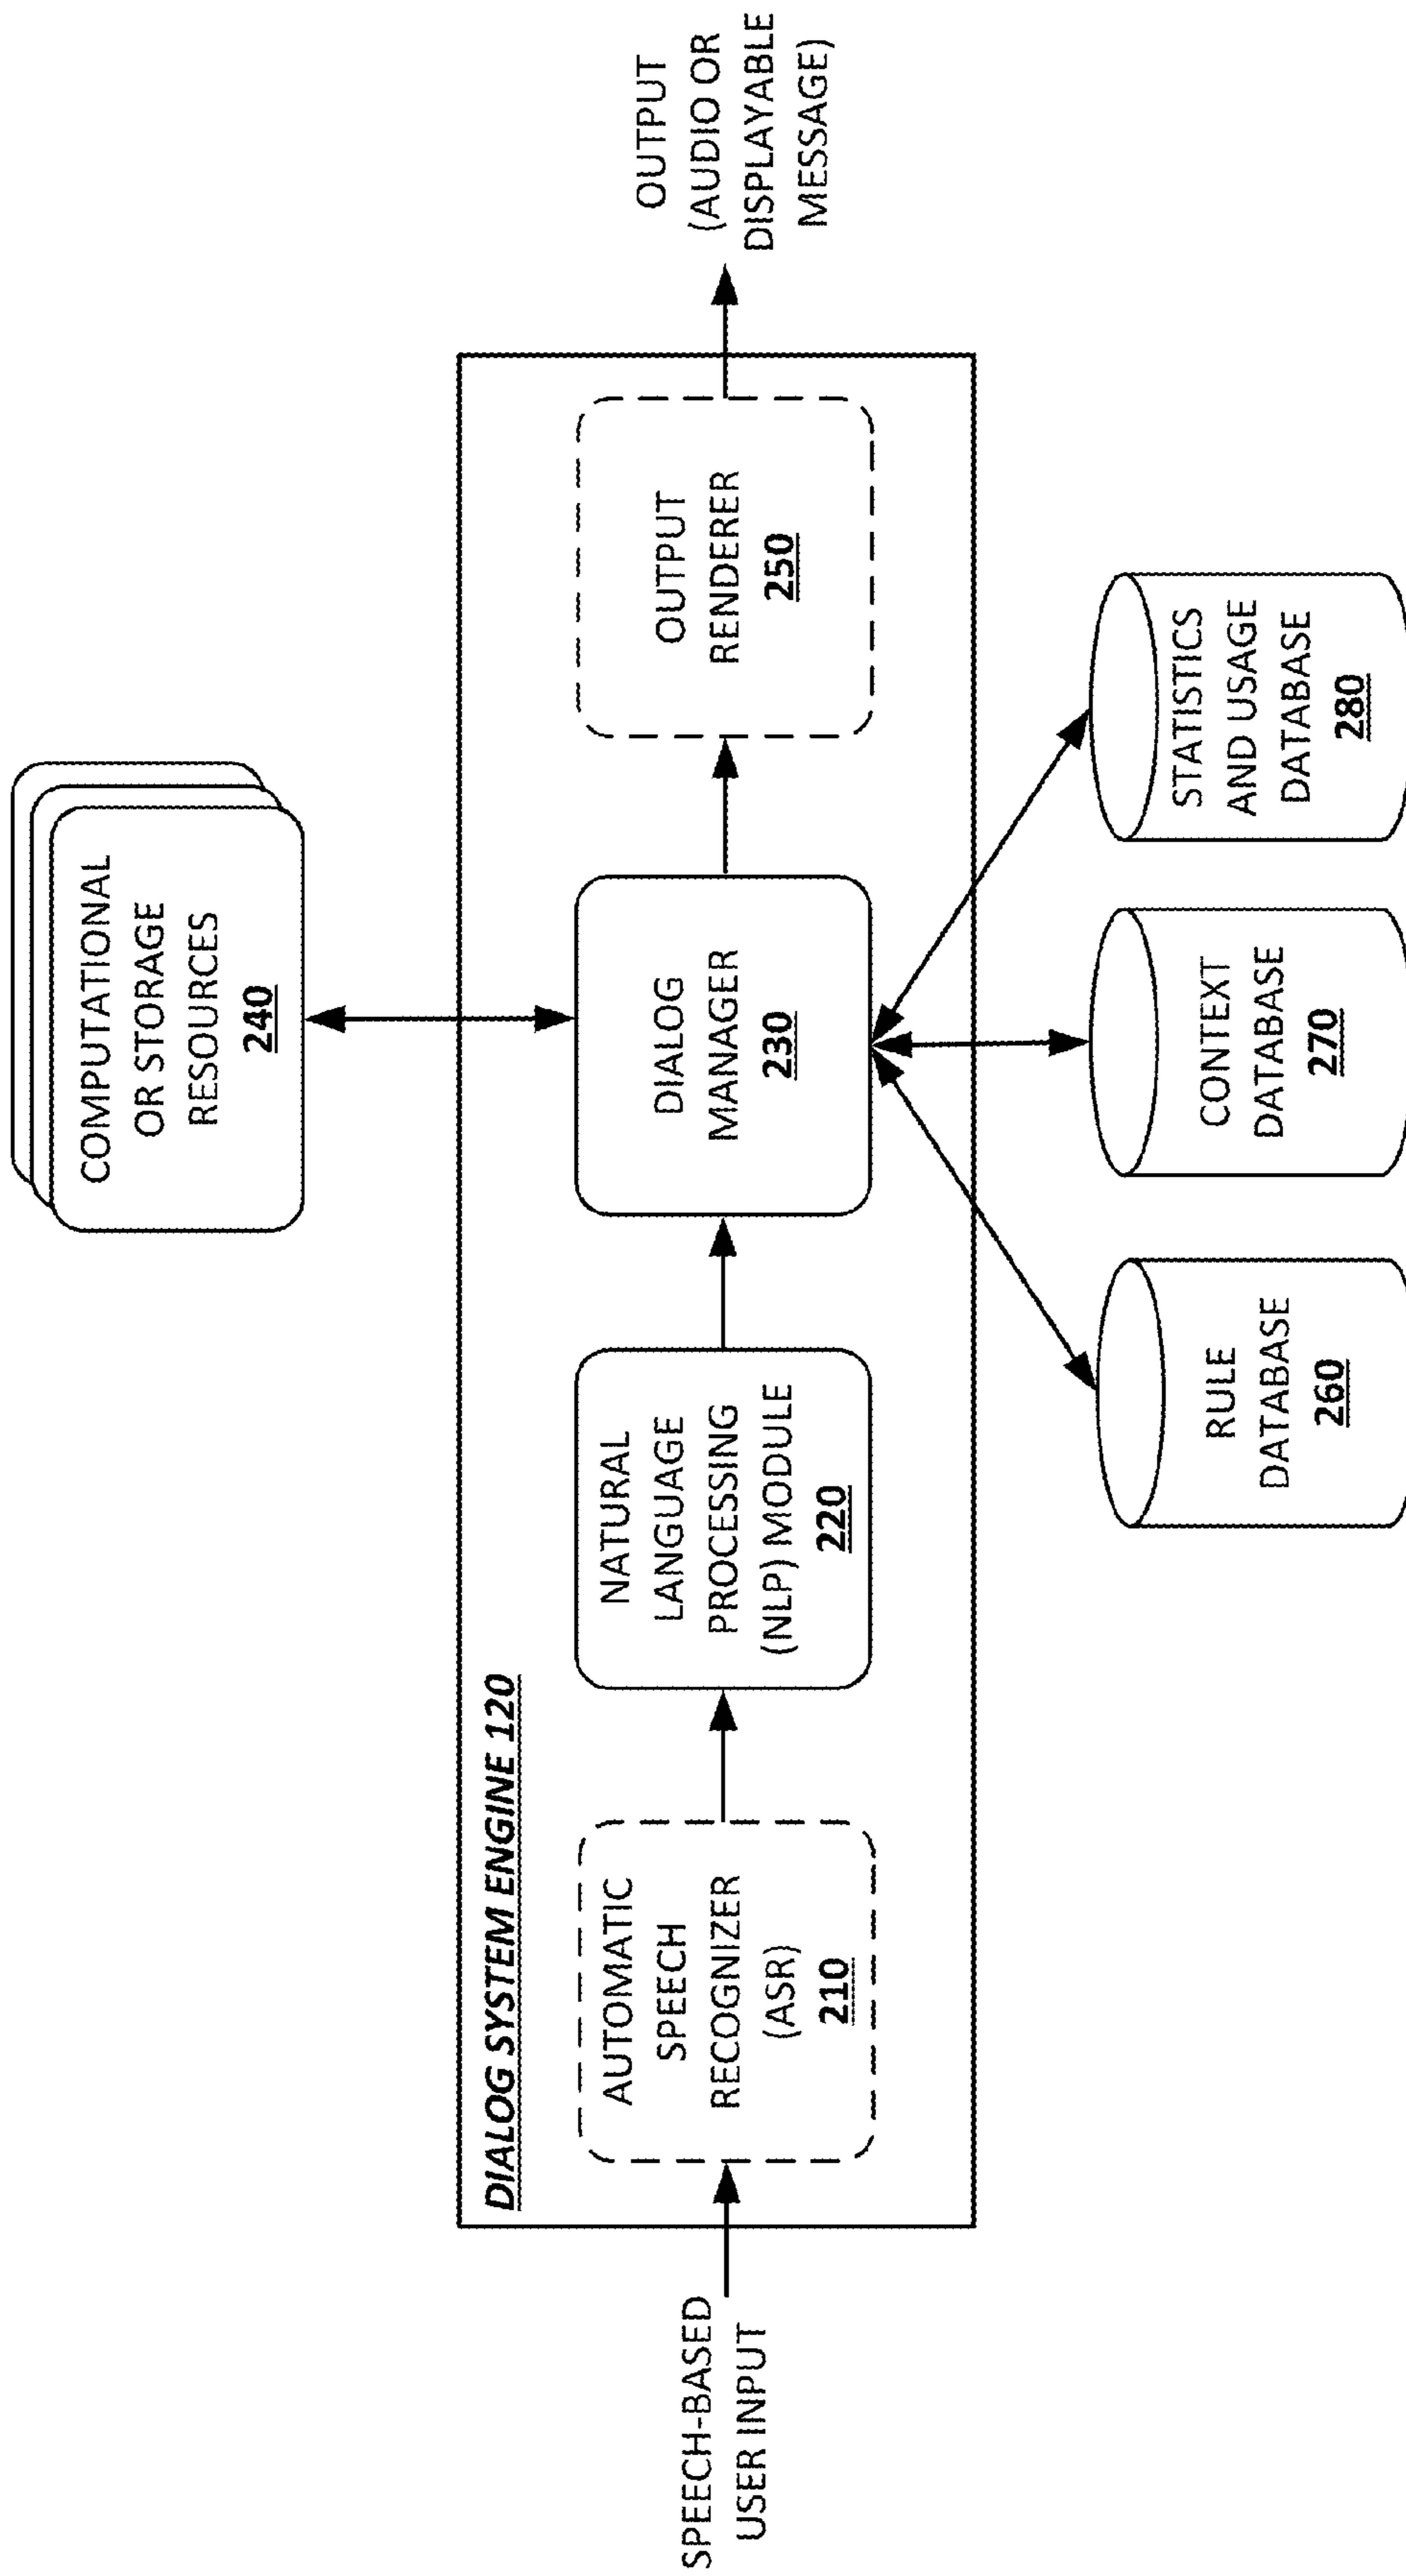 COMPUTATIONAL
OR STORAGE
RESOURCES
240
DIALOG SYSTEM ENGINE 120
SPEECH-BASED
USER INPUT
AUTOMATIC
SPEECH
RECOGNIZER
(ASR)
210
NATURAL
LANGUAGE
PROCESSING
(NLP) MODULE
220
DIALOG
MANAGER
230
OUTPUT
RENDERER
250
OUTPUT
(AUDIO OR
DISPLAYABLE
MESSAGE)
RULE
DATABASE
260
CONTEXT
DATABASE
270
STATISTICS
AND USAGE
DATABASE
280